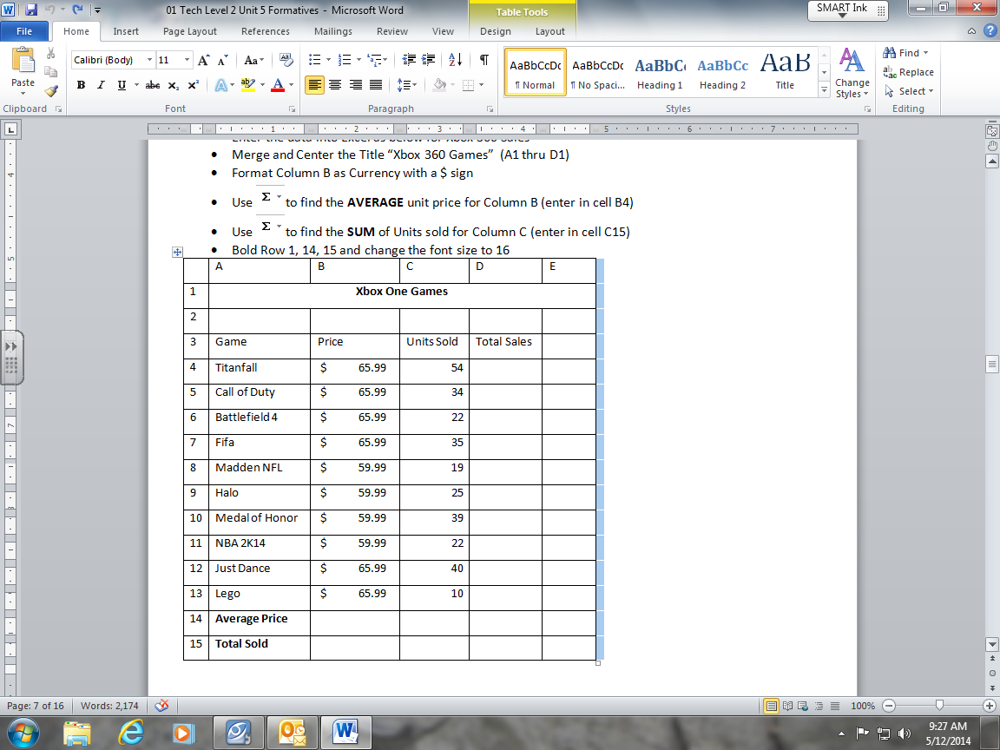 01 Tech Level 2 Unit 5 Formatives - Microsoft Word
Table Tools
SMART Ink
File Home Insert Page Layout References Mailings Review View Design Layout
Paste
Calibri (Body) 11
Clipboard Font Paragraph Styles Editing
AaBbCcDc AaBbCcDc AaBbC AaBbCc AaB
¶ Normal ¶ No Spaci... Heading 1 Heading 2 Title
Change Styles
Find
Replace
Select
1 2 3 4 5 6 7
Enter the data into Excel as below for Xbox 360 Sales
• Merge and Center the Title “Xbox 360 Games” (A1 thru D1)
• Format Column B as Currency with a $ sign
• Use Σ to find the AVERAGE unit price for Column B (enter in cell B4)
• Use Σ to find the SUM of Units sold for Column C (enter in cell C15)
• Bold Row 1, 14, 15 and change the font size to 16
A B C D E
1 Xbox One Games
2
3 Game Price Units Sold Total Sales
4 Titanfall $ 65.99 54
5 Call of Duty $ 65.99 34
6 Battlefield 4 $ 65.99 22
7 Fifa $ 65.99 35
8 Madden NFL $ 59.99 19
9 Halo $ 59.99 25
10 Medal of Honor $ 59.99 39
11 NBA 2K14 $ 59.99 22
12 Just Dance $ 65.99 40
13 Lego $ 65.99 10
14 Average Price
15 Total Sold
Page: 7 of 16 Words: 2,174 100%
9:27 AM
5/12/2014